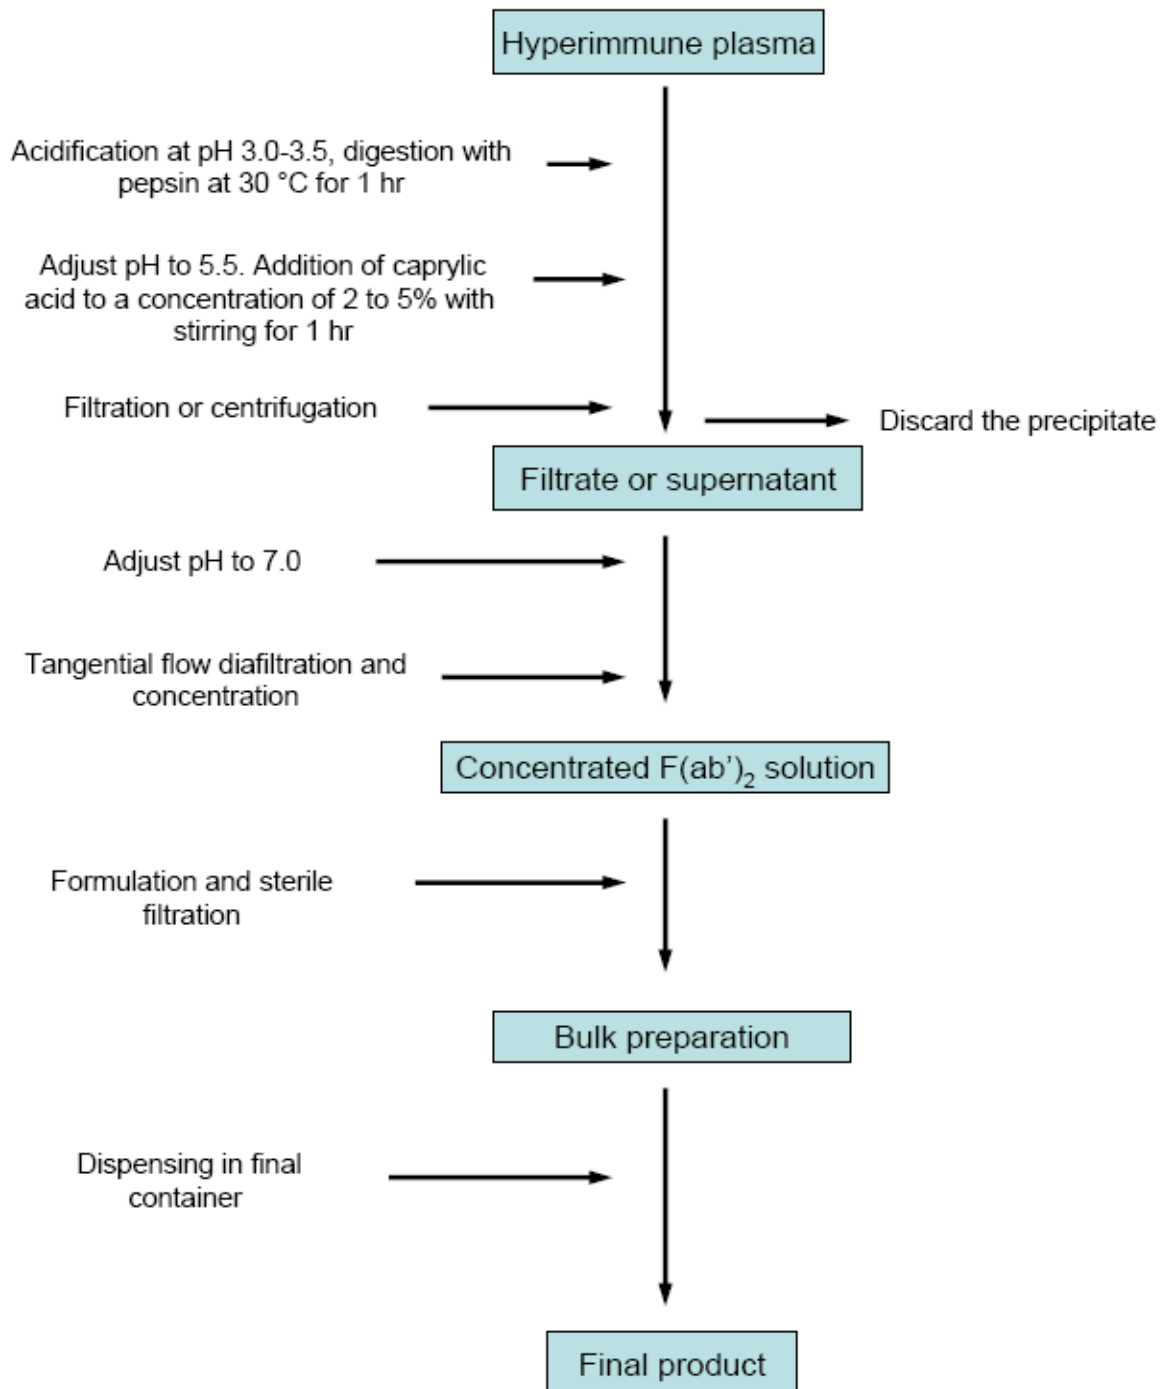 Hyperimmune plasma
Acidification at pH 3.0-3.5, digestion with
pepsin at 30 °C for 1 hr
Adjust pH to 5.5. Addition of caprylic
acid to a concentration of 2 to 5% with
stirring for 1 hr
Filtration or centrifugation
Discard the precipitate
Filtrate or supernatant
Adjust pH to 7.0
Tangential flow diafiltration and
concentration
Concentrated F(ab’)₂ solution
Formulation and sterile
filtration
Bulk preparation
Dispensing in final
container
Final product